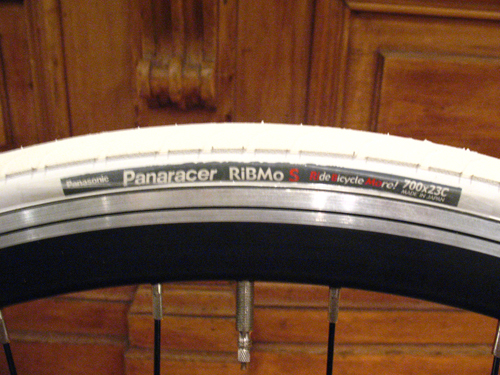 Panasonic Panaracer RiBMo S Ride Bicycle More! 700x23C
MADE IN JAPAN